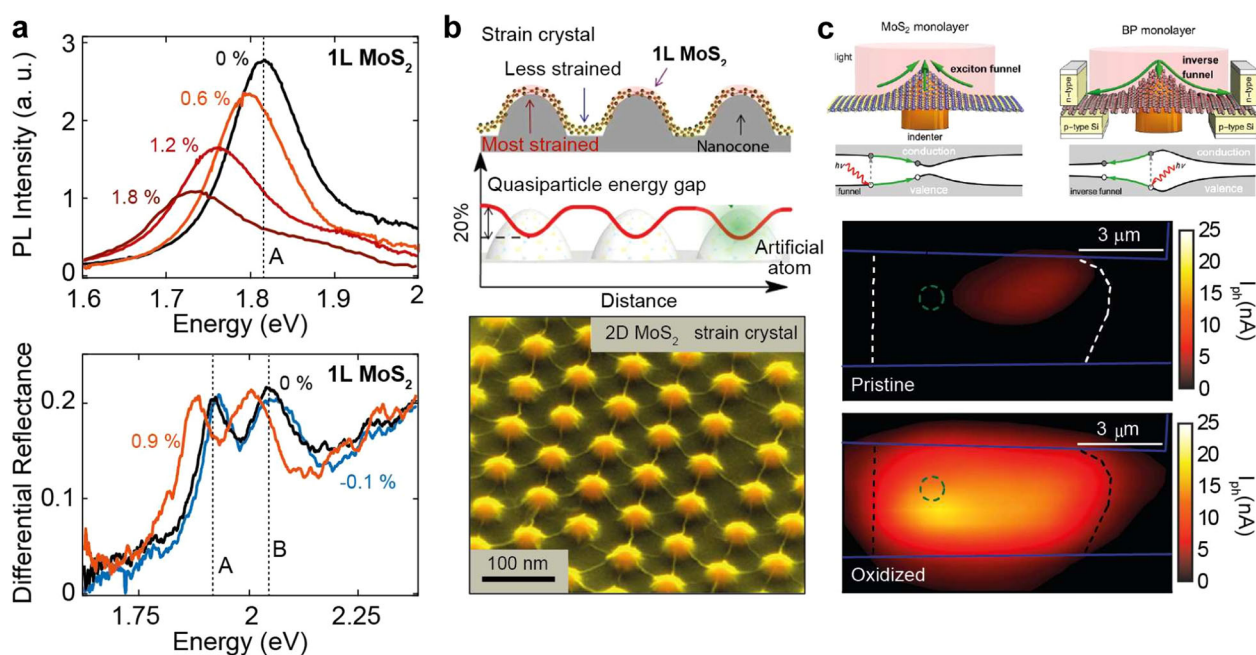 a
1L MoS2
PL Intensity (a. u.)
3
2
1
0
0 %
0.6 %
1.2 %
1.8 %
A
1.6
1.7
1.8
1.9
2
Energy (eV)
1L MoS2
Differential Reflectance
0.2
0.1
0
0 %
0.9 %
-0.1 %
A
B
1.75
2
2.25
Energy (eV)
b
Strain crystal
1L MoS2
Less strained
Most strained
Nanocone
Quasiparticle energy gap
20%
Artificial
atom
Distance
2D MoS2 strain crystal
100 nm
c
MoS2 monolayer
light
exciton funnel
indenter
conduction
hν
funnel
valence
BP monolayer
inverse
funnel
n-type
n-type
p-type Si
p-type Si
conduction
hν
inverse funnel
valence
3 μm
Pristine
25
20
15
10
5
0
Iph(nA)
3 μm
Oxidized
25
20
15
10
5
0
Iph(nA)